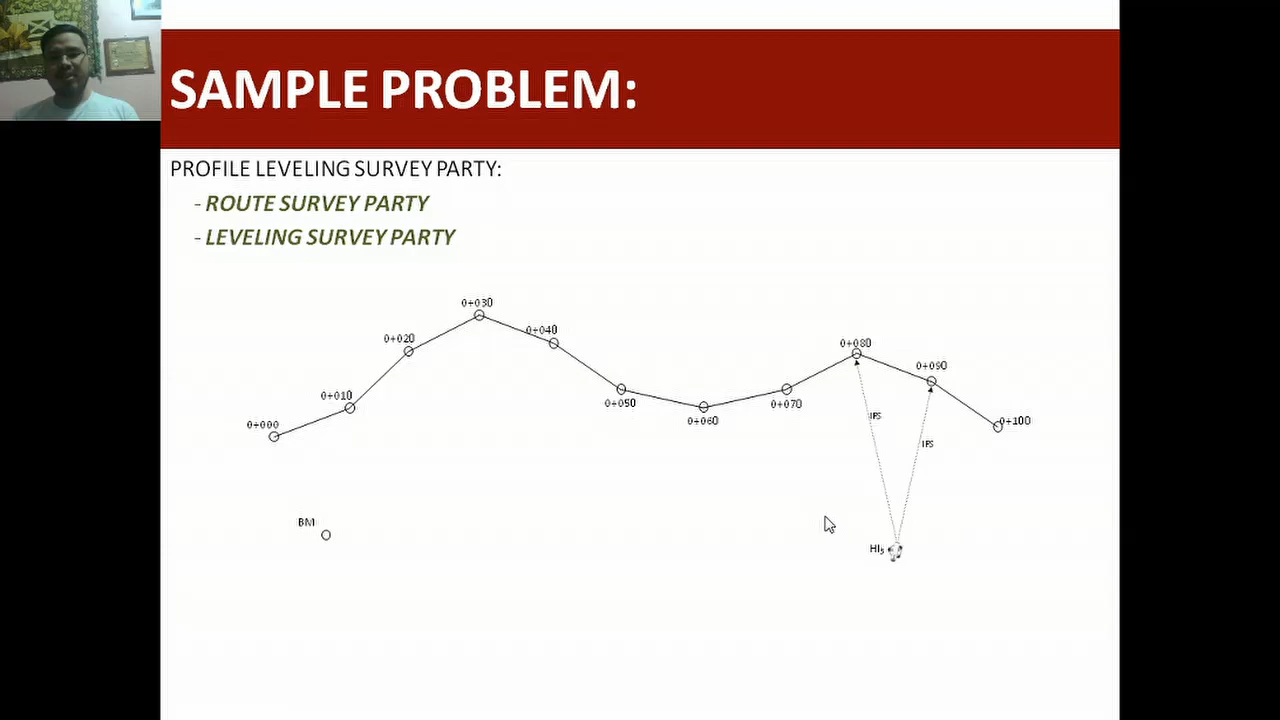 SAMPLE PROBLEM:
PROFILE LEVELING SURVEY PARTY:
- ROUTE SURVEY PARTY
- LEVELING SURVEY PARTY
0+030
0+040
0+020
0+080
0+090
0+010
0+050
0+070
0+000
0+060
0+100
IFS
IFS
BM
HI5